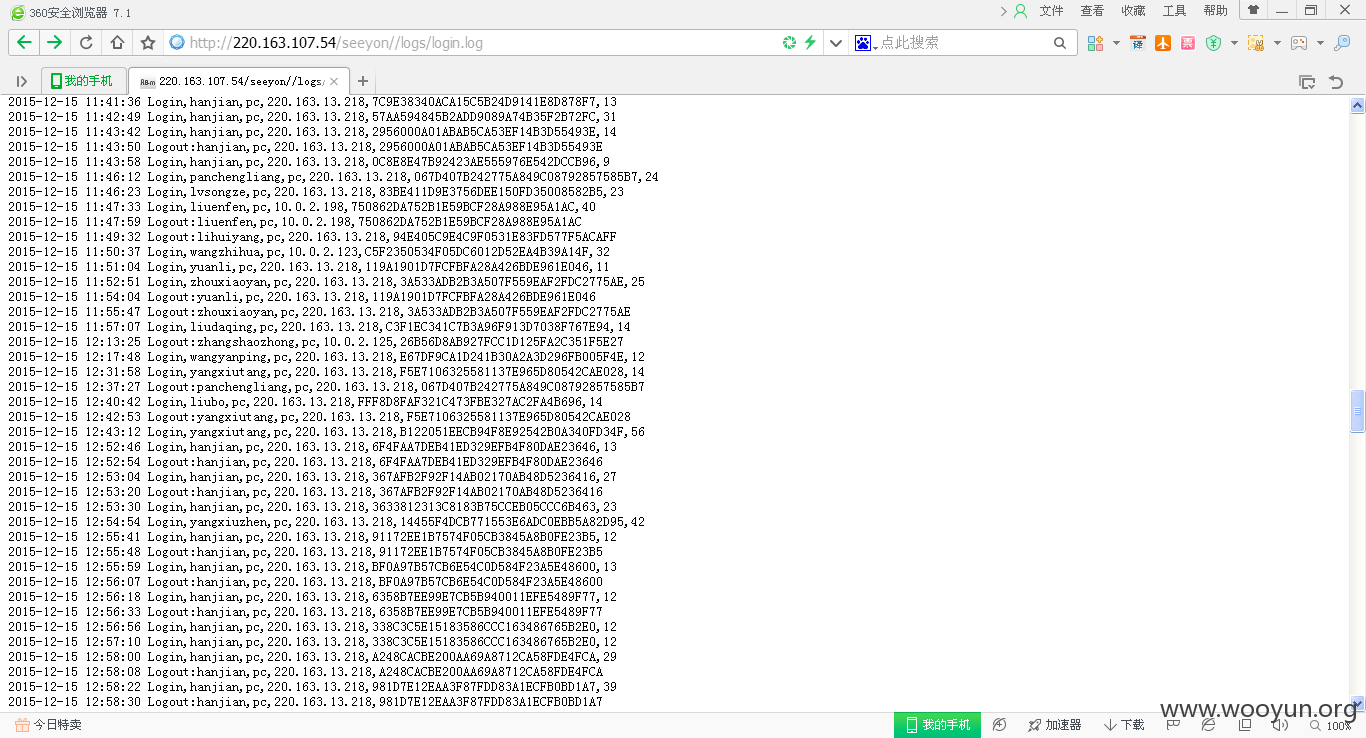 360安全浏览器 7.1
文件 查看 收藏 工具 帮助
http://220.163.107.54/seeyon//logs/login.log
点此搜索
译
我的手机
220.163.107.54/seeyon//logs/
2015-12-15 11:41:36 Login,hanjian,pc,220.163.13.218,7C9E38340ACA15C5B24D9141E8D878F7,13
2015-12-15 11:42:49 Login,hanjian,pc,220.163.13.218,57AA594845B2ADD9089A74B35F2B72FC,31
2015-12-15 11:43:42 Login,hanjian,pc,220.163.13.218,2956000A01ABAB5CA53EF14B3D55493E,14
2015-12-15 11:43:50 Logout:hanjian,pc,220.163.13.218,2956000A01ABAB5CA53EF14B3D55493E
2015-12-15 11:43:58 Login,hanjian,pc,220.163.13.218,0C8E8E47B92423AE555976E542DCCB96,9
2015-12-15 11:46:12 Login,panchengliang,pc,220.163.13.218,067D407B242775A849C08792857585B7,24
2015-12-15 11:46:23 Login,lvsongze,pc,220.163.13.218,83BE411D9E3756DEE150FD35008582B5,23
2015-12-15 11:47:33 Login,liuenfen,pc,10.0.2.198,750862DA752B1E59BCF28A988E95A1AC,40
2015-12-15 11:47:59 Logout:liuenfen,pc,10.0.2.198,750862DA752B1E59BCF28A988E95A1AC
2015-12-15 11:49:32 Logout:lihuiyang,pc,220.163.13.218,94E405C9E4C9F0531E83FD577F5ACAFF
2015-12-15 11:50:37 Login,wangzhihua,pc,10.0.2.123,C5F2350534F05DC6012D52EA4B39A14F,32
2015-12-15 11:51:04 Login,yuanli,pc,220.163.13.218,119A1901D7FCFBFA28A426BDE961E046,11
2015-12-15 11:52:51 Login,zhouxiaoyan,pc,220.163.13.218,3A533ADB2B3A507F559EAF2FDC2775AE,25
2015-12-15 11:54:04 Logout:yuanli,pc,220.163.13.218,119A1901D7FCFBFA28A426BDE961E046
2015-12-15 11:55:47 Logout:zhouxiaoyan,pc,220.163.13.218,3A533ADB2B3A507F559EAF2FDC2775AE
2015-12-15 11:57:07 Login,liudaqing,pc,220.163.13.218,C3F1EC341C7B3A96F913D7038F767E94,14
2015-12-15 12:13:25 Logout:zhangshaozhong,pc,10.0.2.125,26B56D8AB927FCC1D125FA2C351F5E27
2015-12-15 12:17:48 Login,wangyanping,pc,220.163.13.218,E67DF9CA1D241B30A2A3D296FB005F4E,12
2015-12-15 12:31:58 Login,yangxiutang,pc,220.163.13.218,F5E7106325581137E965D80542CAE028,14
2015-12-15 12:37:27 Logout:panchengliang,pc,220.163.13.218,067D407B242775A849C08792857585B7
2015-12-15 12:40:42 Login,liubo,pc,220.163.13.218,FFF8D8FAF321C473FBE327AC2FA4B696,14
2015-12-15 12:42:53 Logout:yangxiutang,pc,220.163.13.218,F5E7106325581137E965D80542CAE028
2015-12-15 12:43:12 Login,yangxiutang,pc,220.163.13.218,B122051EECB94F8E92542B0A340FD34F,56
2015-12-15 12:52:46 Login,hanjian,pc,220.163.13.218,6F4FAA7DEB41ED329EFB4F80DAE23646,13
2015-12-15 12:52:54 Logout:hanjian,pc,220.163.13.218,6F4FAA7DEB41ED329EFB4F80DAE23646
2015-12-15 12:53:04 Login,hanjian,pc,220.163.13.218,367AFB2F92F14AB02170AB48D5236416,27
2015-12-15 12:53:20 Logout:hanjian,pc,220.163.13.218,367AFB2F92F14AB02170AB48D5236416
2015-12-15 12:53:30 Login,hanjian,pc,220.163.13.218,3633812313C8183B75CCEB05CCC6B463,23
2015-12-15 12:54:54 Login,yangxiuzhen,pc,220.163.13.218,14455F4DCB771553E6ADC0EBB5A82D95,42
2015-12-15 12:55:41 Login,hanjian,pc,220.163.13.218,91172EE1B7574F05CB3845A8B0FE23B5,12
2015-12-15 12:55:48 Logout:hanjian,pc,220.163.13.218,91172EE1B7574F05CB3845A8B0FE23B5
2015-12-15 12:55:59 Login,hanjian,pc,220.163.13.218,BF0A97B57CB6E54C0D584F23A5E48600,13
2015-12-15 12:56:07 Logout:hanjian,pc,220.163.13.218,BF0A97B57CB6E54C0D584F23A5E48600
2015-12-15 12:56:18 Login,hanjian,pc,220.163.13.218,6358B7EE99E7CB5B940011EFE5489F77,12
2015-12-15 12:56:33 Logout:hanjian,pc,220.163.13.218,6358B7EE99E7CB5B940011EFE5489F77
2015-12-15 12:56:56 Login,hanjian,pc,220.163.13.218,338C3C5E15183586CCC163486765B2E0,12
2015-12-15 12:57:10 Login,hanjian,pc,220.163.13.218,338C3C5E15183586CCC163486765B2E0,12
2015-12-15 12:58:00 Login,hanjian,pc,220.163.13.218,A248CACBE200AA69A8712CA58FDE4FCA,29
2015-12-15 12:58:08 Logout:hanjian,pc,220.163.13.218,A248CACBE200AA69A8712CA58FDE4FCA
2015-12-15 12:58:22 Login,hanjian,pc,220.163.13.218,981D7E12EAA3F87FDD83A1ECFB0BD1A7,39
2015-12-15 12:58:30 Logout:hanjian,pc,220.163.13.218,981D7E12EAA3F87FDD83A1ECFB0BD1A7
www.wooyun.org
今日特卖
我的手机
加速器
下载
100%